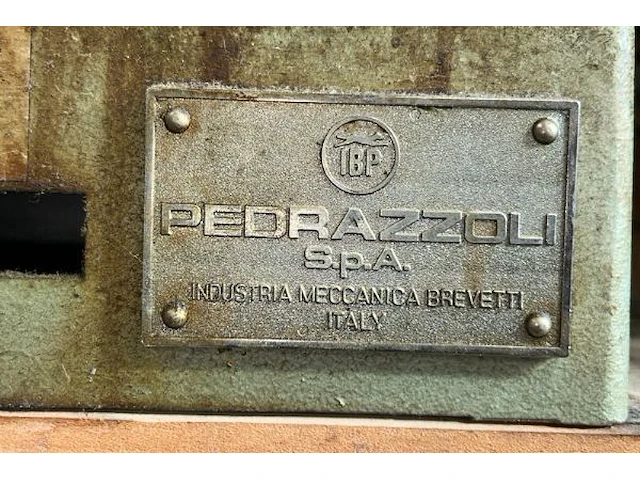 IBP
PEDRAZZOLI
S.p.A.
INDUSTRIA MECCANICA BREVETTI
ITALY